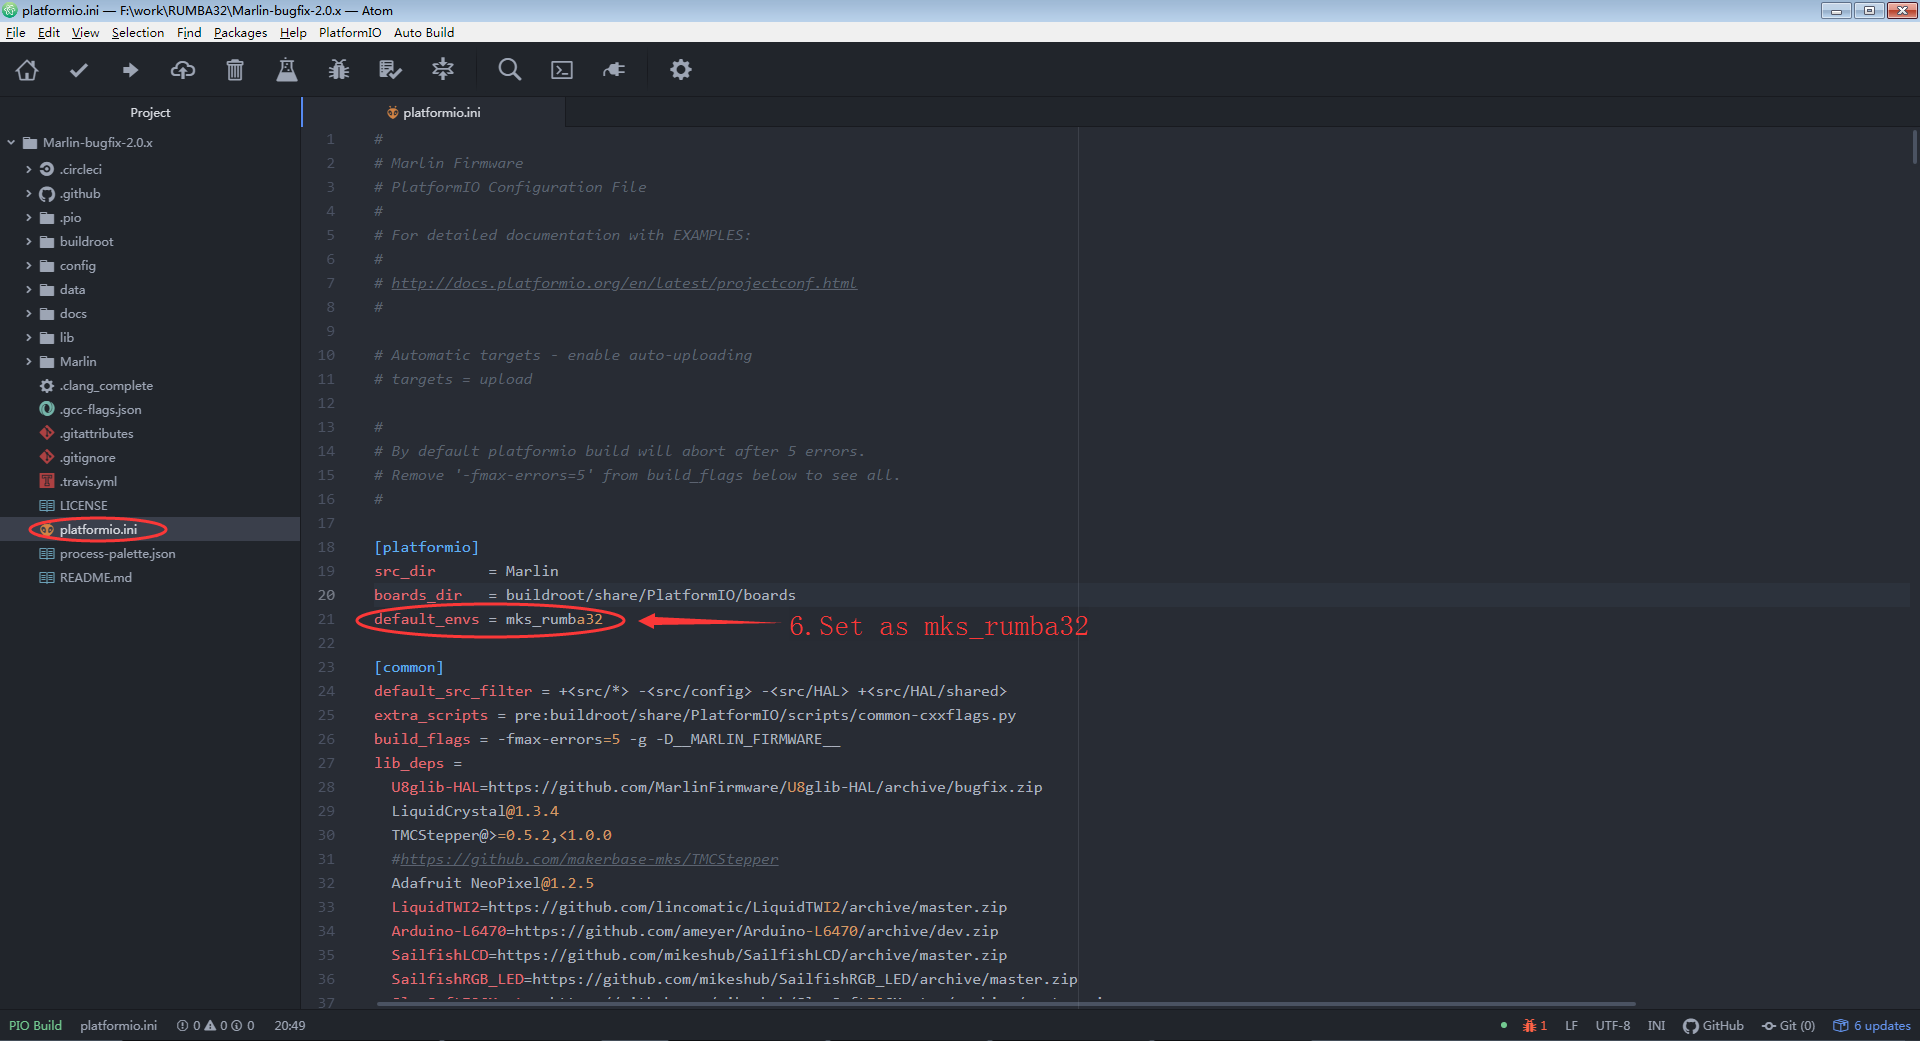 platformio.ini — F:\work\RUMBA32\Marlin-bugfix-2.0.x — Atom
File Edit View Selection Find Packages Help PlatformIO Auto Build
Project
platformio.ini
Marlin-bugfix-2.0.x
.circleci
.github
.pio
buildroot
config
data
docs
lib
Marlin
.clang_complete
.gcc-flags.json
.gitattributes
.gitignore
.travis.yml
LICENSE
platformio.ini
process-palette.json
README.md
1 #
2 # Marlin Firmware
3 # PlatformIO Configuration File
4 #
5 # For detailed documentation with EXAMPLES:
6 #
7 # http://docs.platformio.org/en/latest/projectconf.html
8 #
9
10 # Automatic targets - enable auto-uploading
11 # targets = upload
12
13 #
14 # By default platformio build will abort after 5 errors.
15 # Remove '-fmax-errors=5' from build_flags below to see all.
16 #
17
18 [platformio]
19 src_dir      = Marlin
20 boards_dir   = buildroot/share/PlatformIO/boards
21 default_envs = mks_rumba32
6.Set as mks_rumba32
22
23 [common]
24 default_src_filter = +<src/*> -<src/config> -<src/HAL> +<src/HAL/shared>
25 extra_scripts = pre:buildroot/share/PlatformIO/scripts/common-cxxflags.py
26 build_flags = -fmax-errors=5 -g -D__MARLIN_FIRMWARE__
27 lib_deps =
28   U8glib-HAL=https://github.com/MarlinFirmware/U8glib-HAL/archive/bugfix.zip
29   LiquidCrystal@1.3.4
30   TMCStepper@>=0.5.2,<1.0.0
31   #https://github.com/makerbase-mks/TMCStepper
32   Adafruit NeoPixel@1.2.5
33   LiquidTWI2=https://github.com/lincomatic/LiquidTWI2/archive/master.zip
34   Arduino-L6470=https://github.com/ameyer/Arduino-L6470/archive/dev.zip
35   SailfishLCD=https://github.com/mikeshub/SailfishLCD/archive/master.zip
36   SailfishRGB_LED=https://github.com/mikeshub/SailfishRGB_LED/archive/master.zip
37
PIO Build platformio.ini 0 0 0 20:49 1 LF UTF-8 INI GitHub Git (0) 6 updates